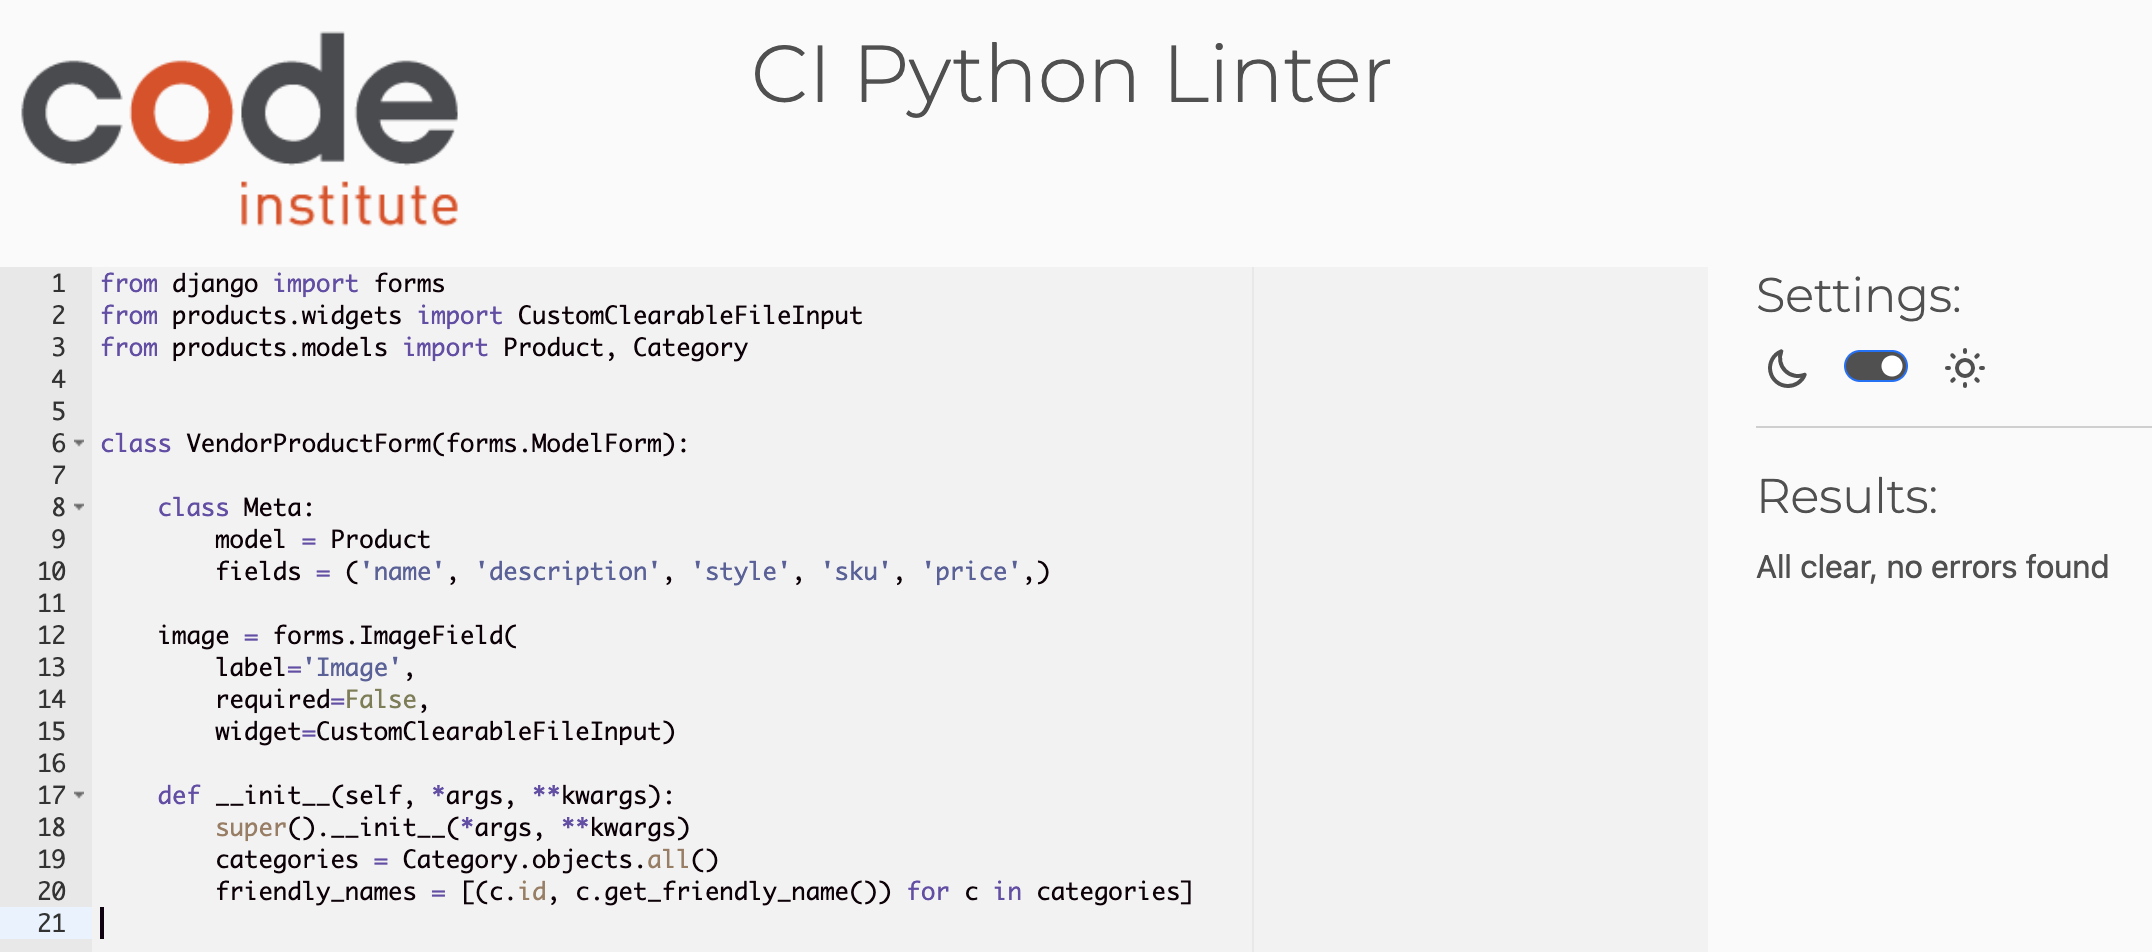 code
institute
CI Python Linter
1 from django import forms
2 from products.widgets import CustomClearableFileInput
3 from products.models import Product, Category
4
5
6 class VendorProductForm(forms.ModelForm):
7
8     class Meta:
9         model = Product
10         fields = ('name', 'description', 'style', 'sku', 'price',)
11
12     image = forms.ImageField(
13         label='Image',
14         required=False,
15         widget=CustomClearableFileInput)
16
17     def __init__(self, *args, **kwargs):
18         super().__init__(*args, **kwargs)
19         categories = Category.objects.all()
20         friendly_names = [(c.id, c.get_friendly_name()) for c in categories]
21
Settings:
Results:
All clear, no errors found